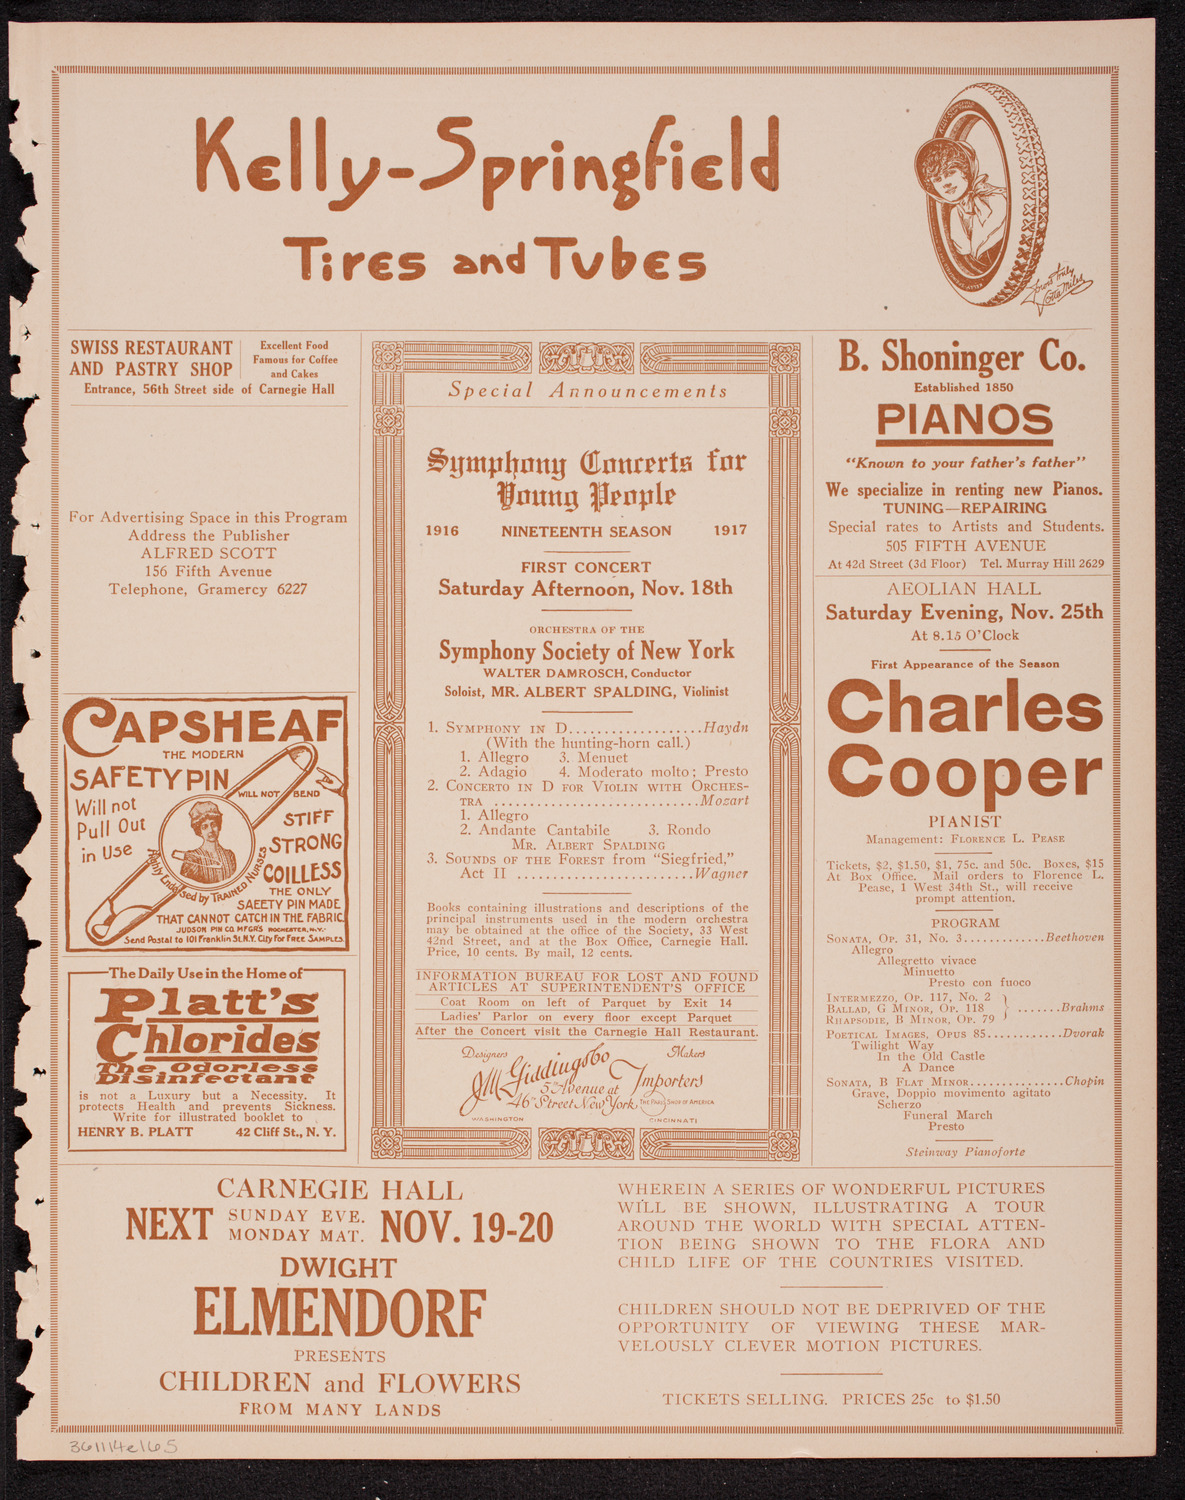 Kelly-Springfield
Tires and Tubes
Yours truly
Lotta Miles
SWISS RESTAURANT
AND PASTRY SHOP
Excellent Food
Famous for Coffee
and Cakes
Entrance, 56th Street side of Carnegie Hall
For Advertising Space in this Program
Address the Publisher
ALFRED SCOTT
156 Fifth Avenue
Telephone, Gramercy 6227
CAPSHEAF
THE MODERN
SAFETY PIN
WILL NOT BEND
Will not
Pull Out
in Use
STIFF
STRONG
COILLESS
Highly Endorsed by TRAINED NURSES
THE ONLY
SAEETY PIN MADE
THAT CANNOT CATCH IN THE FABRIC.
JUDSON PIN CO. MFGRS ROCHESTER, N.Y.
Send Postal to 101 Franklin St. N.Y. City for FREE SAMPLES.
The Daily Use in the Home of
Platt's
Chlorides
The Odorless
Disinfectant
is not a Luxury but a Necessity. It
protects Health and prevents Sickness.
Write for illustrated booklet to
HENRY B. PLATT 42 Cliff St., N. Y.
Special Announcements
Symphony Concerts for
Young People
1916 NINETEENTH SEASON 1917
FIRST CONCERT
Saturday Afternoon, Nov. 18th
ORCHESTRA OF THE
Symphony Society of New York
WALTER DAMROSCH, Conductor
Soloist, MR. ALBERT SPALDING, Violinist
1. SYMPHONY IN D...................Haydn
(With the hunting-horn call.)
1. Allegro 3. Menuet
2. Adagio 4. Moderato molto; Presto
2. CONCERTO IN D FOR VIOLIN WITH ORCHES-
TRA ............................Mozart
1. Allegro
2. Andante Cantabile 3. Rondo
MR. ALBERT SPALDING
3. SOUNDS OF THE FOREST from "Siegfried,"
Act II ........................Wagner
Books containing illustrations and descriptions of the
principal instruments used in the modern orchestra
may be obtained at the office of the Society, 33 West
42nd Street, and at the Box Office, Carnegie Hall.
Price, 10 cents. By mail, 12 cents.
INFORMATION BUREAU FOR LOST AND FOUND
ARTICLES AT SUPERINTENDENT'S OFFICE
Coat Room on left of Parquet by Exit 14
Ladies' Parlor on every floor except Parquet
After the Concert visit the Carnegie Hall Restaurant.
Designers Makers
J.M. Giddings & Co
Importers
5th Avenue at
46th Street New York.
THE PARIS SHOP OF AMERICA
WASHINGTON CINCINNATI
B. Shoninger Co.
Established 1850
PIANOS
"Known to your father's father"
We specialize in renting new Pianos.
TUNING—REPAIRING
Special rates to Artists and Students.
505 FIFTH AVENUE
At 42d Street (3d Floor) Tel. Murray Hill 2629
AEOLIAN HALL
Saturday Evening, Nov. 25th
At 8.15 O'Clock
First Appearance of the Season
Charles
Cooper
PIANIST
Management: FLORENCE L. PEASE
Tickets, $2, $1.50, $1, 75c. and 50c. Boxes, $15
At Box Office. Mail orders to Florence L.
Pease, 1 West 34th St., will receive
prompt attention.
PROGRAM
SONATA, OP. 31, No. 3............Beethoven
Allegro
Allegretto vivace
Minuetto
Presto con fuoco
INTERMEZZO, OP. 117, No. 2
BALLAD, G MINOR, OP. 118 } .......Brahms
RHAPSODIE, B MINOR, OP. 79
POETICAL IMAGES, OPUS 85............Dvorak
Twilight Way
In the Old Castle
A Dance
SONATA, B FLAT MINOR..............Chopin
Grave, Doppio movimento agitato
Scherzo
Funeral March
Presto
Steinway Pianoforte
CARNEGIE HALL
NEXT SUNDAY EVE. MONDAY MAT. NOV. 19-20
DWIGHT
ELMENDORF
PRESENTS
CHILDREN and FLOWERS
FROM MANY LANDS
WHEREIN A SERIES OF WONDERFUL PICTURES
WILL BE SHOWN, ILLUSTRATING A TOUR
AROUND THE WORLD WITH SPECIAL ATTEN-
TION BEING SHOWN TO THE FLORA AND
CHILD LIFE OF THE COUNTRIES VISITED.
CHILDREN SHOULD NOT BE DEPRIVED OF THE
OPPORTUNITY OF VIEWING THESE MAR-
VELOUSLY CLEVER MOTION PICTURES.
TICKETS SELLING. PRICES 25c to $1.50
361114e165